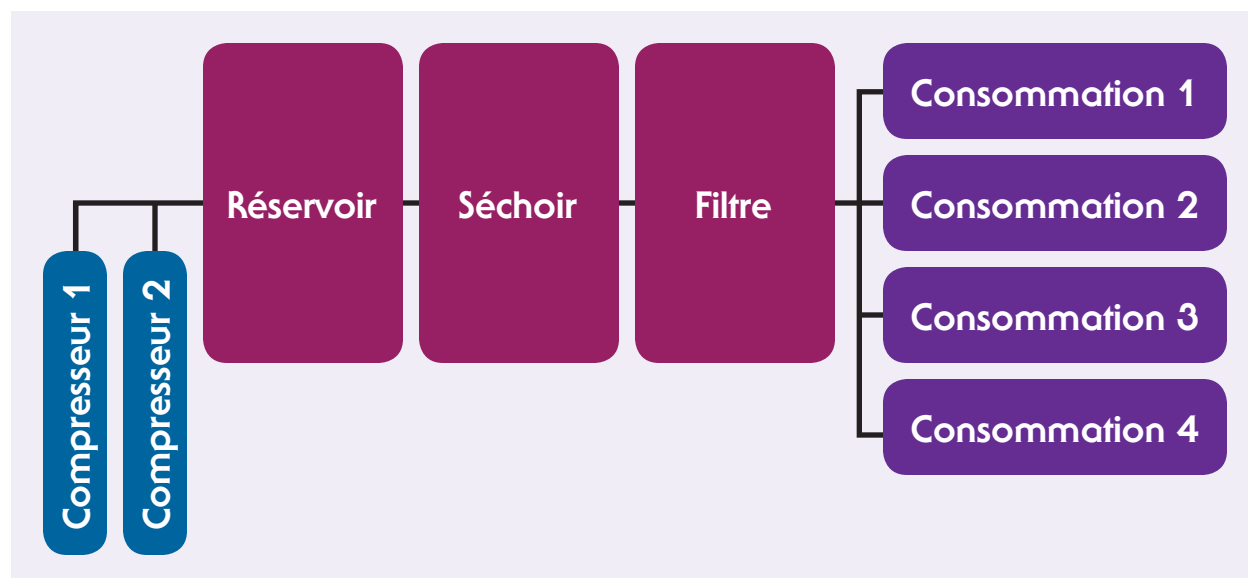 Réservoir
Séchoir
Filtre
Consommation 1
Consommation 2
Consommation 3
Consommation 4
Compresseur 1
Compresseur 2